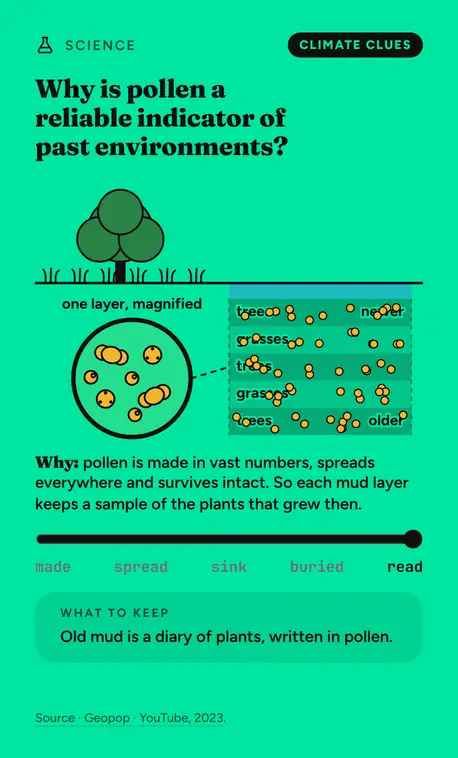 SCIENCE
CLIMATE CLUES
Why is pollen a
reliable indicator of
past environments?
one layer, magnified
trees newer
grasses
trees
grasses
trees older
Why: pollen is made in vast numbers, spreads
everywhere and survives intact. So each mud layer
keeps a sample of the plants that grew then.
made spread sink buried read
WHAT TO KEEP
Old mud is a diary of plants, written in pollen.
Source · Geopop · YouTube, 2023.